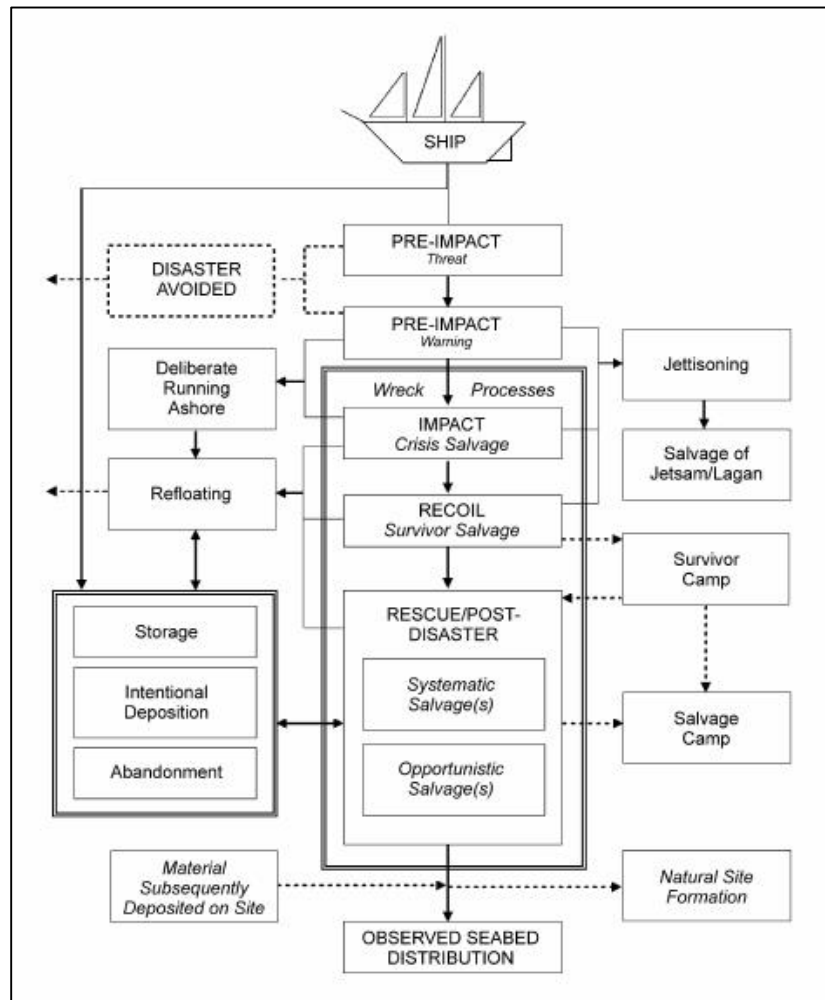 SHIP
PRE-IMPACT
Threat
DISASTER
AVOIDED
PRE-IMPACT
Warning
Deliberate
Running
Ashore
Wreck Processes
Jettisoning
IMPACT
Crisis Salvage
Salvage of
Jetsam/Lagan
Refloating
RECOIL
Survivor Salvage
Survivor
Camp
Storage
Intentional
Deposition
Abandonment
RESCUE/POST-
DISASTER
Systematic
Salvage(s)
Opportunistic
Salvage(s)
Salvage
Camp
Material
Subsequently
Deposited on Site
Natural Site
Formation
OBSERVED SEABED
DISTRIBUTION